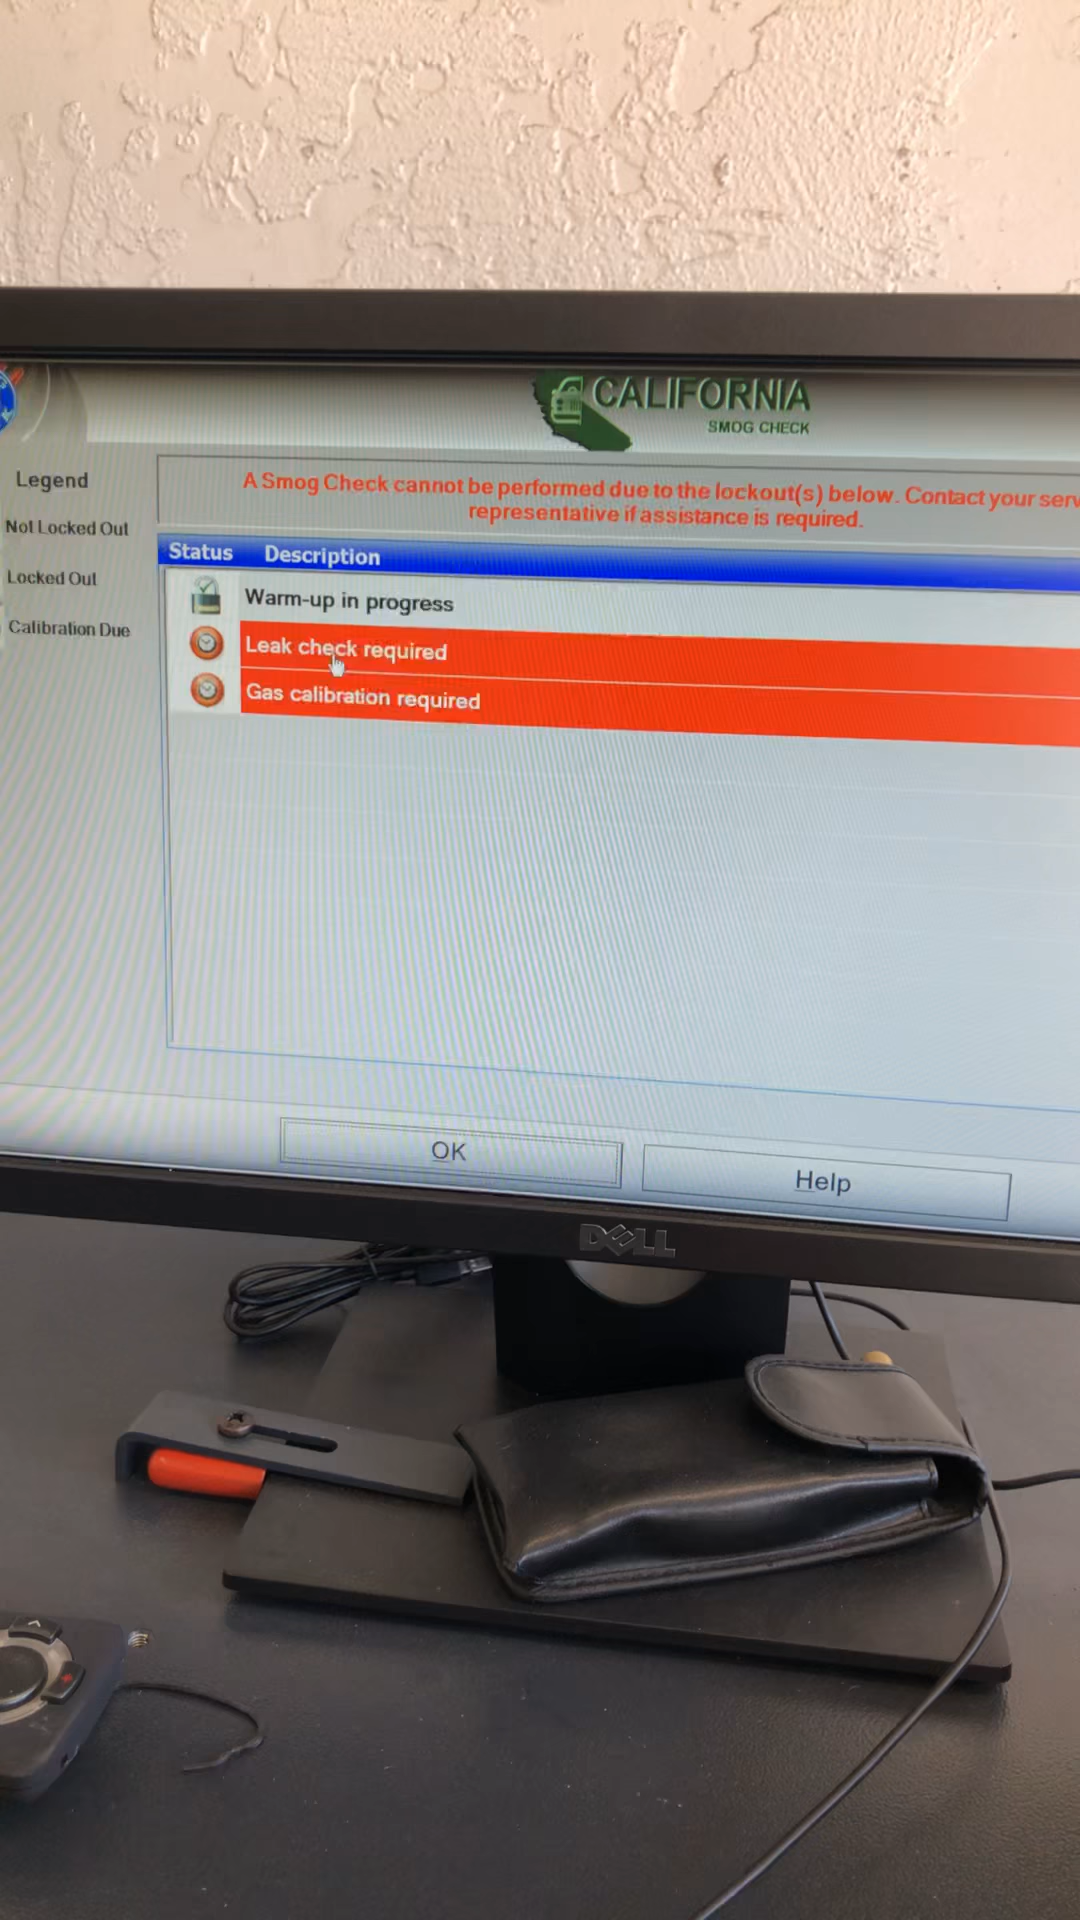 CALIFORNIA
SMOG CHECK
Legend
Not Locked Out
Locked Out
Calibration Due
A Smog Check cannot be performed due to the lockout(s) below. Contact your serv
representative if assistance is required.
Status Description
Warm-up in progress
Leak check required
Gas calibration required
OK
Help
DELL